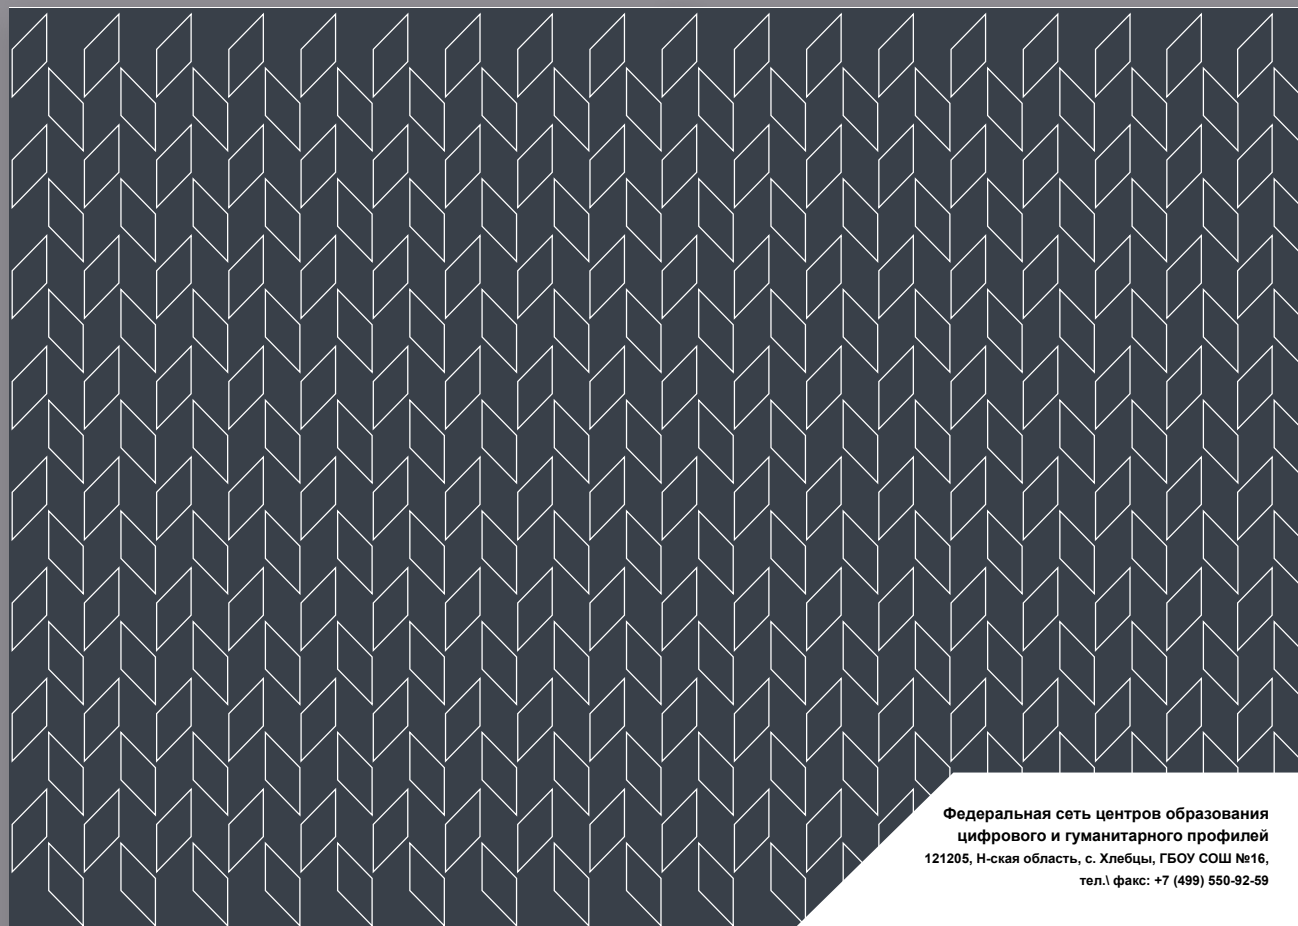 Федеральная сеть центров образования
цифрового и гуманитарного профилей
121205, Н-ская область, с. Хлебцы, ГБОУ СОШ №16,
тел.\ факс: +7 (499) 550-92-59